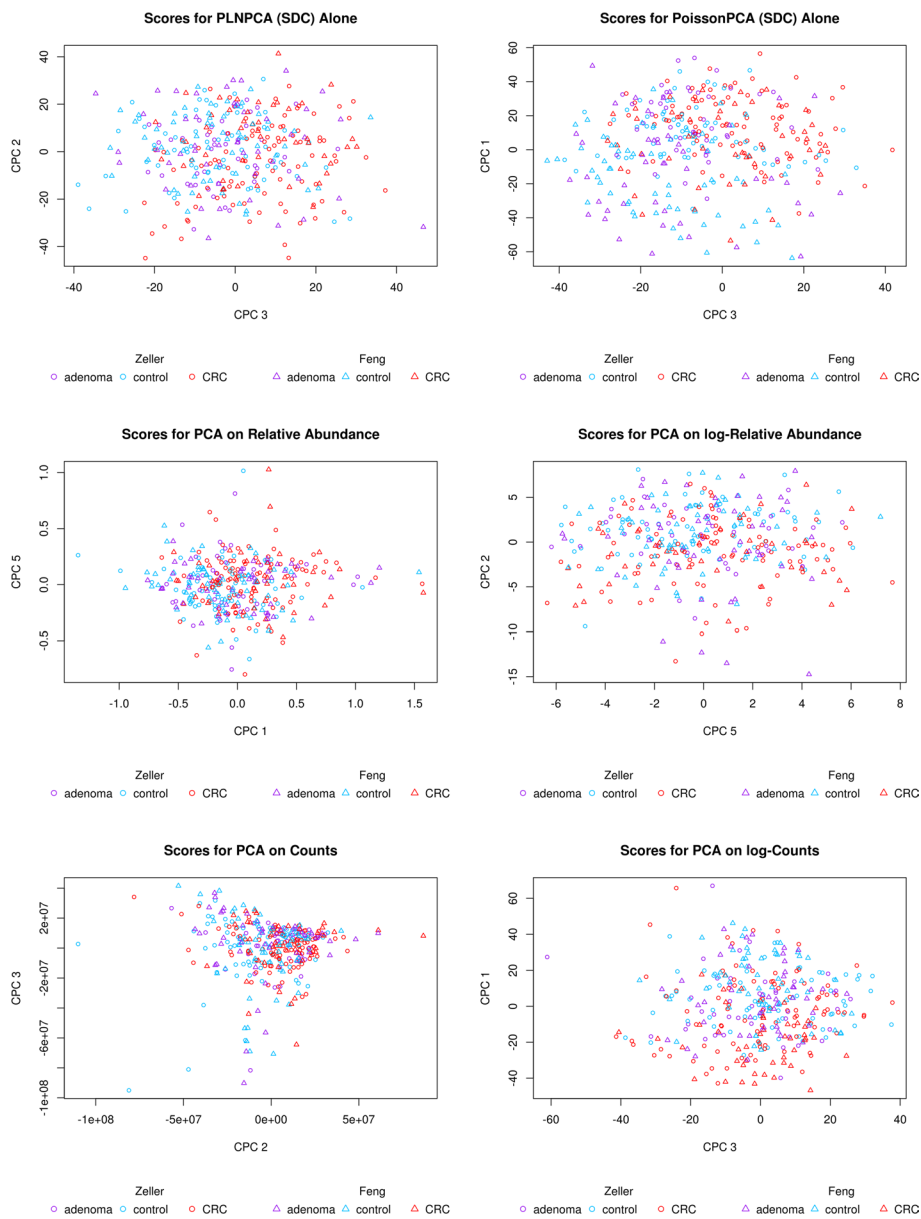 Scores for PLNPCA (SDC) Alone
CPC 2
40
20
0
-20
-40
-40 -20 0 20 40
CPC 3
Zeller Feng
adenoma control CRC adenoma control CRC
Scores for PoissonPCA (SDC) Alone
CPC 1
60
40
20
0
-20
-60
-40 -20 0 20 40
CPC 3
Zeller Feng
adenoma control CRC adenoma control CRC
Scores for PCA on Relative Abundance
CPC 5
1.0
0.5
0.0
-0.5
-1.0 -0.5 0.0 0.5 1.0 1.5
CPC 1
Zeller Feng
adenoma control CRC adenoma control CRC
Scores for PCA on log-Relative Abundance
CPC 2
5
0
-5
-10
-15
-6 -4 -2 0 2 4 6 8
CPC 5
Zeller Feng
adenoma control CRC adenoma control CRC
Scores for PCA on Counts
CPC 3
2e+07
-2e+07
-6e+07
-1e+08
-1e+08 -5e+07 0e+00 5e+07
CPC 2
Zeller Feng
adenoma control CRC adenoma control CRC
Scores for PCA on log-Counts
CPC 1
60
40
20
0
-40
-60 -40 -20 0 20 40
CPC 3
Zeller Feng
adenoma control CRC adenoma control CRC